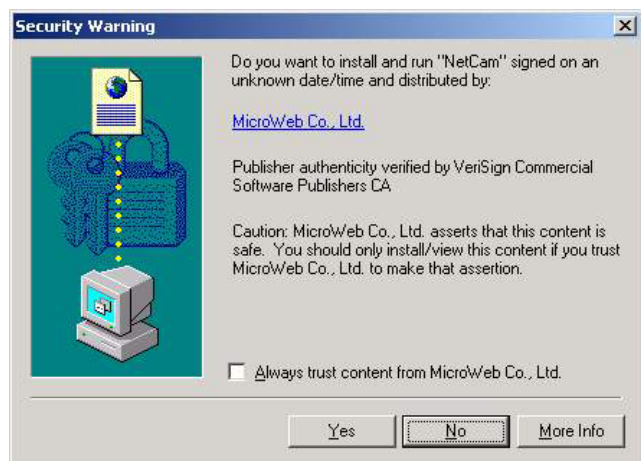 Security Warning
Do you want to install and run "NetCam" signed on an
unknown date/time and distributed by:
MicroWeb Co., Ltd.
Publisher authenticity verified by VeriSign Commercial
Software Publishers CA
Caution: MicroWeb Co., Ltd. asserts that this content is
safe. You should only install/view this content if you trust
MicroWeb Co., Ltd. to make that assertion.
Always trust content from MicroWeb Co., Ltd.
Yes
No
More Info